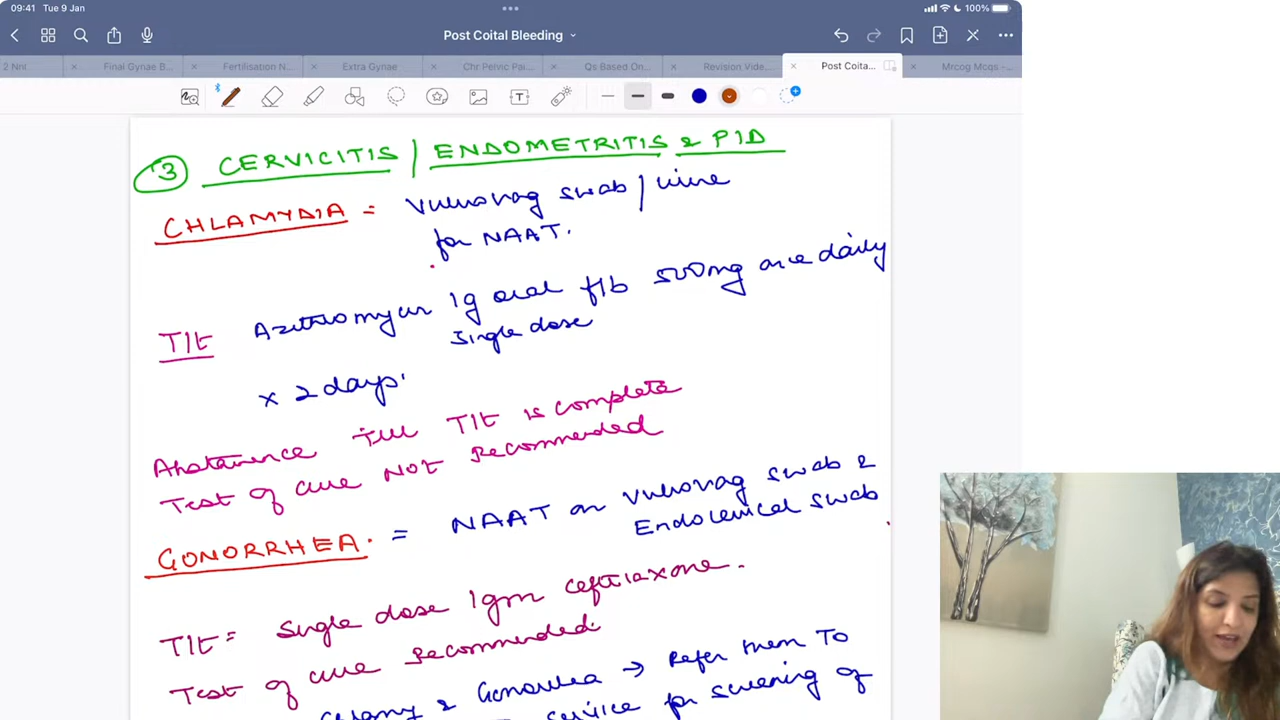 09:41 Tue 9 Jan
100%
Post Coital Bleeding
2 Nnl
Final Gynae B...
Fertilisation N...
Extra Gynae
Chr Pelvic Pai...
Qs Based On...
Revision Vide...
Post Coita...
Mrcog Mcqs -...
3 CERVICITIS / ENDOMETRITIS & PID
CHLAMYDIA = Vulvovag swab / urine
for NAAT.
T/t Azithromycin 1g oral f/b 500mg once daily
single dose
x 2 days.
Abstainence till T/t is complete
Test of cure NOT Recommended
GONORRHEA. = NAAT on Vulvovag swab &
Endocervical swab
T/t = Single dose 1gm ceftriaxone.
Test of cure recommended.
Chlamy & Gonorrhea → Refer them To
service for screening of